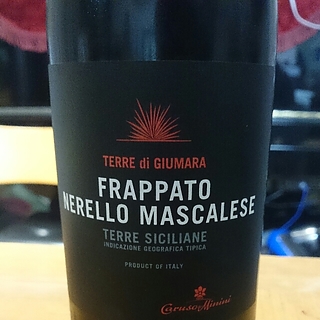 TERRE di GIUMARA
FRAPPATO
NERELLO MASCALESE
TERRE SICILIANE
INDICAZIONE GEOGRAFICA TIPICA
PRODUCT OF ITALY
Caruso & Minini